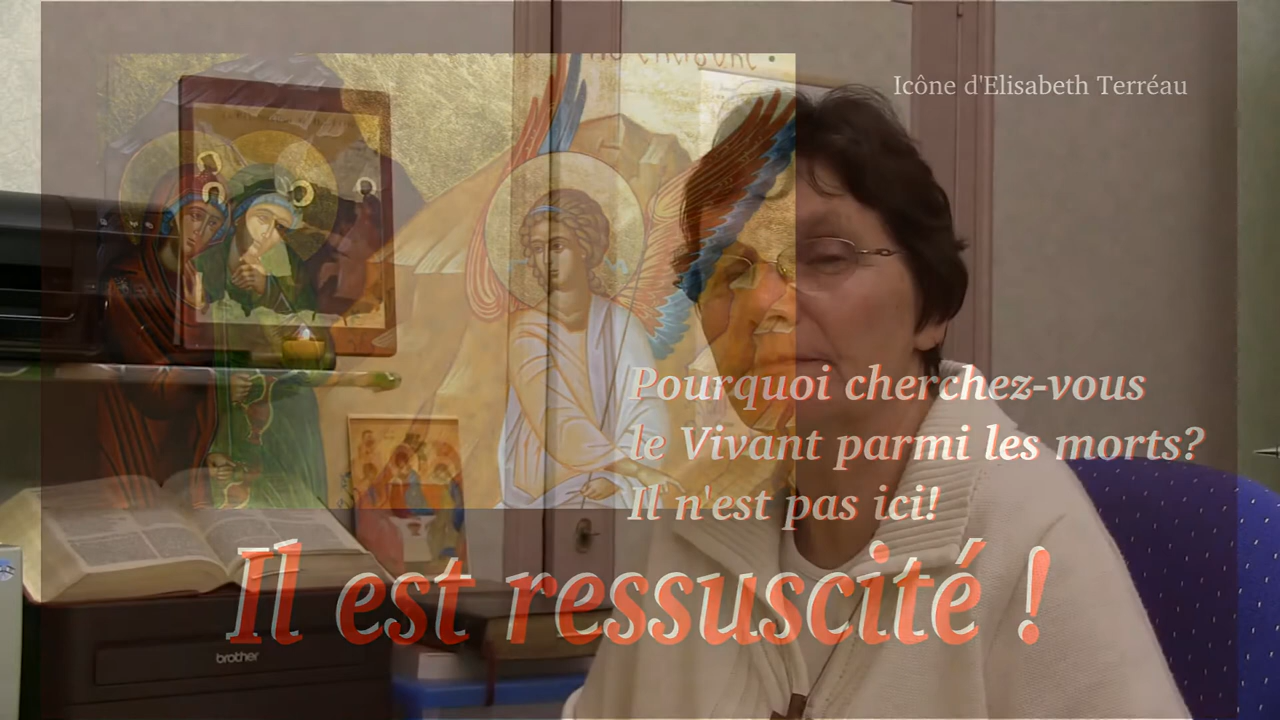 Icône d'Elisabeth Terréau
Pourquoi cherchez-vous
le Vivant parmi les morts?
Il n'est pas ici!
Il est ressuscité !
brother